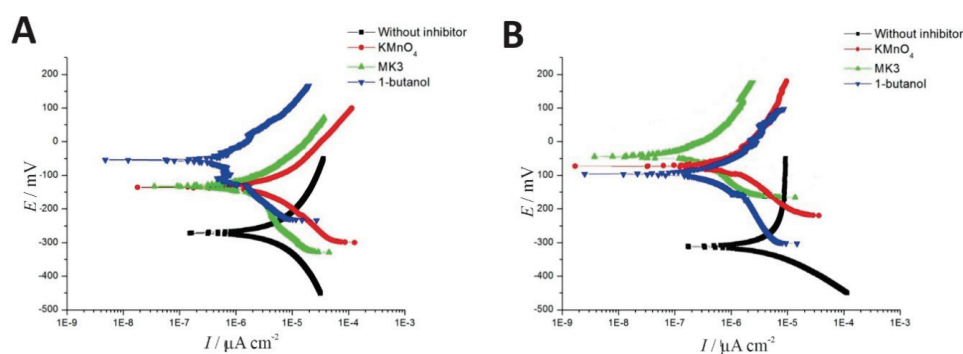 A
Without inhibitor
KMnO₄
MK3
1-butanol
200
100
0
-100
-200
-300
-400
-500
E / mV
1E-9 1E-8 1E-7 1E-6 1E-5 1E-4 1E-3
I / µA cm⁻²
B
Without inhibitor
KMnO₄
MK3
1-butanol
200
100
0
-100
-200
-300
-400
-500
E / mV
1E-9 1E-8 1E-7 1E-6 1E-5 1E-4 1E-3
I / µA cm⁻²